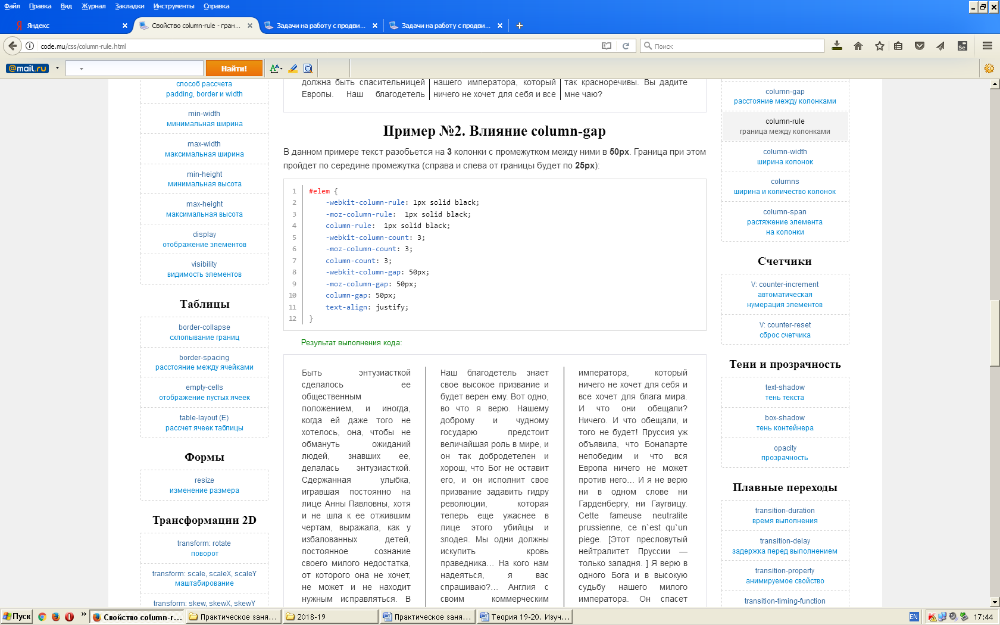 Файл Правка Вид Журнал Закладки Инструменты Справка
Яндекс
Свойство column-rule - гран...
Задачи на работу с продви...
Задачи на работу с продви...
code.mu/css/column-rule.html
Поиск
@mail.ru
Найти!
способ рассчета
padding, border и width
min-width
минимальная ширина
max-width
максимальная ширина
min-height
минимальная высота
max-height
максимальная высота
display
отображение элементов
visibility
видимость элементов
Таблицы
border-collapse
схлопывание границ
border-spacing
расстояние между ячейками
empty-cells
отображение пустых ячеек
table-layout (E)
рассчет ячеек таблицы
Формы
resize
изменение размера
Трансформации 2D
transform: rotate
поворот
transform: scale, scaleX, scaleY
маштабирование
transform: skew, skewX, skewY
должна быть спасительницей
Европы. Наш благодетель
нашего императора, который
ничего не хочет для себя и все
так красноречивы. Вы дадите
мне чаю?
Пример №2. Влияние column-gap
В данном примере текст разобьется на 3 колонки с промежутком между ними в 50px. Граница при этом
пройдет по середине промежутка (справа и слева от границы будет по 25px):
1 #elem {
2 -webkit-column-rule: 1px solid black;
3 -moz-column-rule: 1px solid black;
4 column-rule: 1px solid black;
5 -webkit-column-count: 3;
6 -moz-column-count: 3;
7 column-count: 3;
8 -webkit-column-gap: 50px;
9 -moz-column-gap: 50px;
10 column-gap: 50px;
11 text-align: justify;
12 }
Результат выполнения кода:
Быть энтузиасткой
сделалось ее
общественным
положением, и иногда,
когда ей даже того не
хотелось, она, чтобы не
обмануть ожиданий
людей, знавших ее,
делалась энтузиасткой.
Сдержанная улыбка,
игравшая постоянно на
лице Анны Павловны, хотя
и не шла к ее отжившим
чертам, выражала, как у
избалованных детей,
постоянное сознание
своего милого недостатка,
от которого она не хочет,
не может и не находит
нужным исправляться. В
Наш благодетель знает
свое высокое призвание и
будет верен ему. Вот одно,
во что я верю. Нашему
доброму и чудному
государю предстоит
величайшая роль в мире, и
он так добродетелен и
хорош, что Бог не оставит
его, и он исполнит свое
призвание задавить гидру
революции, которая
теперь еще ужаснее в
лице этого убийцы и
злодея. Мы одни должны
искупить кровь
праведника... На кого нам
надеяться, я вас
спрашиваю?... Англия с
своим коммерческим
императора, который
ничего не хочет для себя и
все хочет для блага мира.
И что они обещали?
Ничего. И что обещали, и
того не будет! Пруссия уж
объявила, что Бонапарте
непобедим и что вся
Европа ничего не может
против него... И я не верю
ни в одном слове ни
Гарденбергу, ни Гаугвицу.
Cette fameuse neutralite
prussienne, ce n`est qu`un
piege. [Этот пресловутый
нейтралитет Пруссии —
только западня. ] Я верю в
одного Бога и в высокую
судьбу нашего милого
императора. Он спасет
column-gap
расстояние между колонками
column-rule
граница между колонками
column-width
ширина колонок
columns
ширина и количество колонок
column-span
растяжение элемента
на колонки
Счетчики
V: counter-increment
автоматическая
нумерация элементов
V: counter-reset
сброс счетчика
Тени и прозрачность
text-shadow
тень текста
box-shadow
тень контейнера
opacity
прозрачность
Плавные переходы
transition-duration
время выполнения
transition-delay
задержка перед выполнением
transition-property
анимируемое свойство
transition-timing-function
Пуск
Свойство column-r...
Практическое заня...
2018-19
Практическое заня...
Теория 19-20. Изуч...
EN
17:44